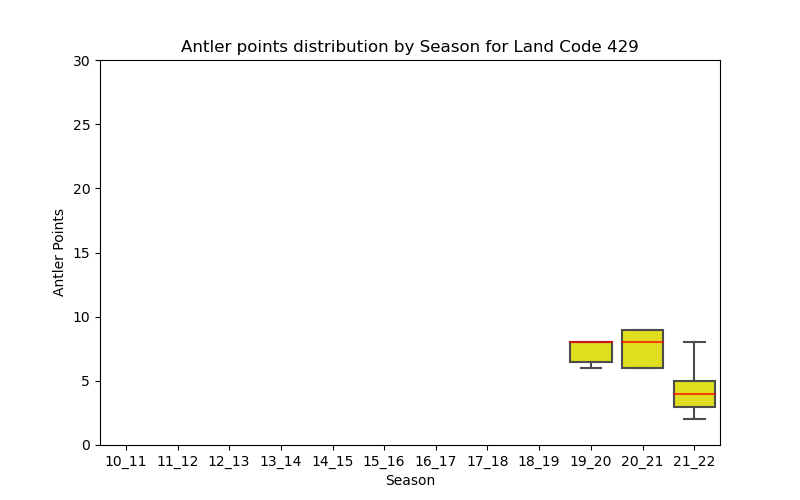 Antler points distribution by Season for Land Code 429
30
25
20
15
10
5
0
Antler Points
10_11 11_12 12_13 13_14 14_15 15_16 16_17 17_18 18_19 19_20 20_21 21_22
Season